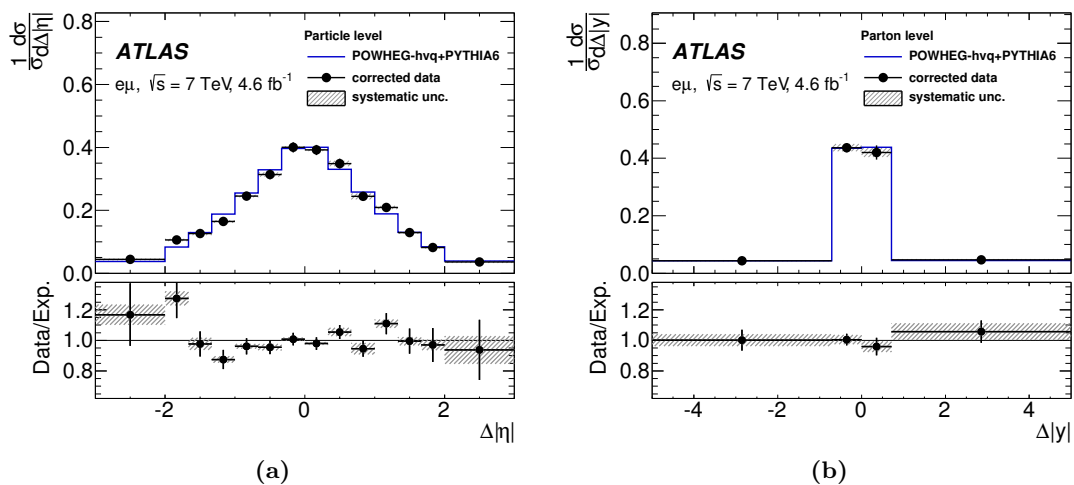 1 dσ
σ dΔ|η|
0.8
0.6
0.4
0.2
0.0
ATLAS
eμ, √s = 7 TeV, 4.6 fb⁻¹
Particle level
POWHEG-hvq+PYTHIA6
corrected data
systematic unc.
Data/Exp.
1.2
1.0
0.8
-2 0 2
Δ|η|
(a)
1 dσ
σ dΔ|y|
0.8
0.6
0.4
0.2
0.0
ATLAS
eμ, √s = 7 TeV, 4.6 fb⁻¹
Parton level
POWHEG-hvq+PYTHIA6
corrected data
systematic unc.
Data/Exp.
1.2
1.0
0.8
-4 -2 0 2 4
Δ|y|
(b)